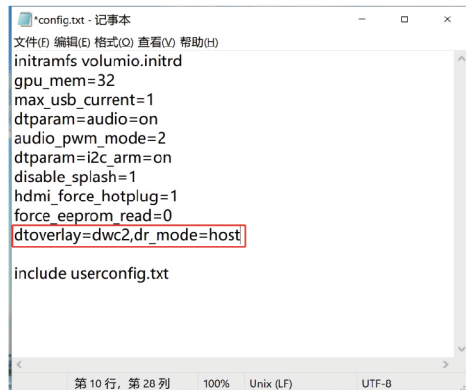 *config.txt - 记事本
文件(F) 编辑(E) 格式(O) 查看(V) 帮助(H)
initramfs volumio.initrd
gpu_mem=32
max_usb_current=1
dtparam=audio=on
audio_pwm_mode=2
dtparam=i2c_arm=on
disable_splash=1
hdmi_force_hotplug=1
force_eeprom_read=0
dtoverlay=dwc2,dr_mode=host
include userconfig.txt
第 10 行，第 28 列 100% Unix (LF) UTF-8